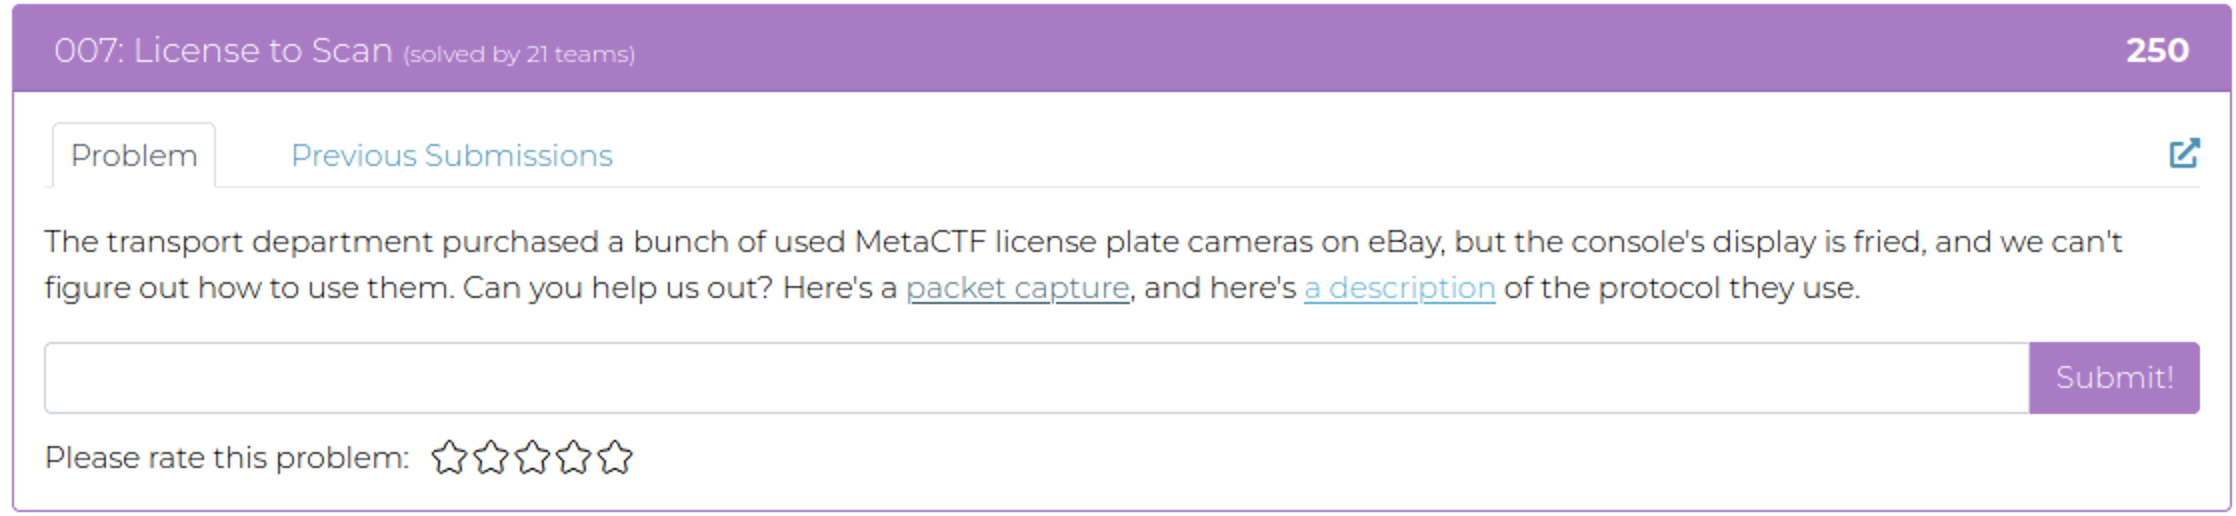 007: License to Scan (solved by 21 teams) 250
Problem Previous Submissions
The transport department purchased a bunch of used MetaCTF license plate cameras on eBay, but the console's display is fried, and we can't
figure out how to use them. Can you help us out? Here's a packet capture, and here's a description of the protocol they use.
Submit!
Please rate this problem: